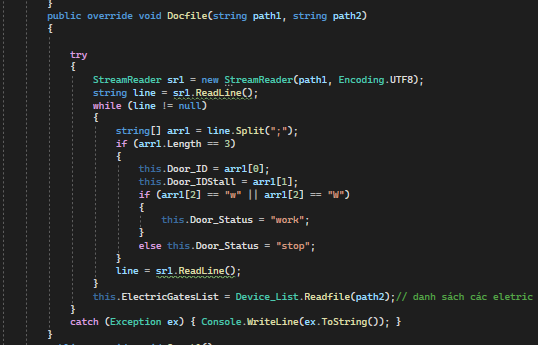 }
public override void Docfile(string path1, string path2)
{
try
{
StreamReader sr1 = new StreamReader(path1, Encoding.UTF8);
string line = sr1.ReadLine();
while (line != null)
{
string[] arr1 = line.Split(";");
if (arr1.Length == 3)
{
this.Door_ID = arr1[0];
this.Door_IDStall = arr1[1];
if (arr1[2] == "w" || arr1[2] == "W")
{
this.Door_Status = "work";
}
else this.Door_Status = "stop";
}
line = sr1.ReadLine();
}
this.ElectricGatesList = Device_List.Readfile(path2);// danh sách các eletric
}
catch (Exception ex) { Console.WriteLine(ex.ToString()); }
}